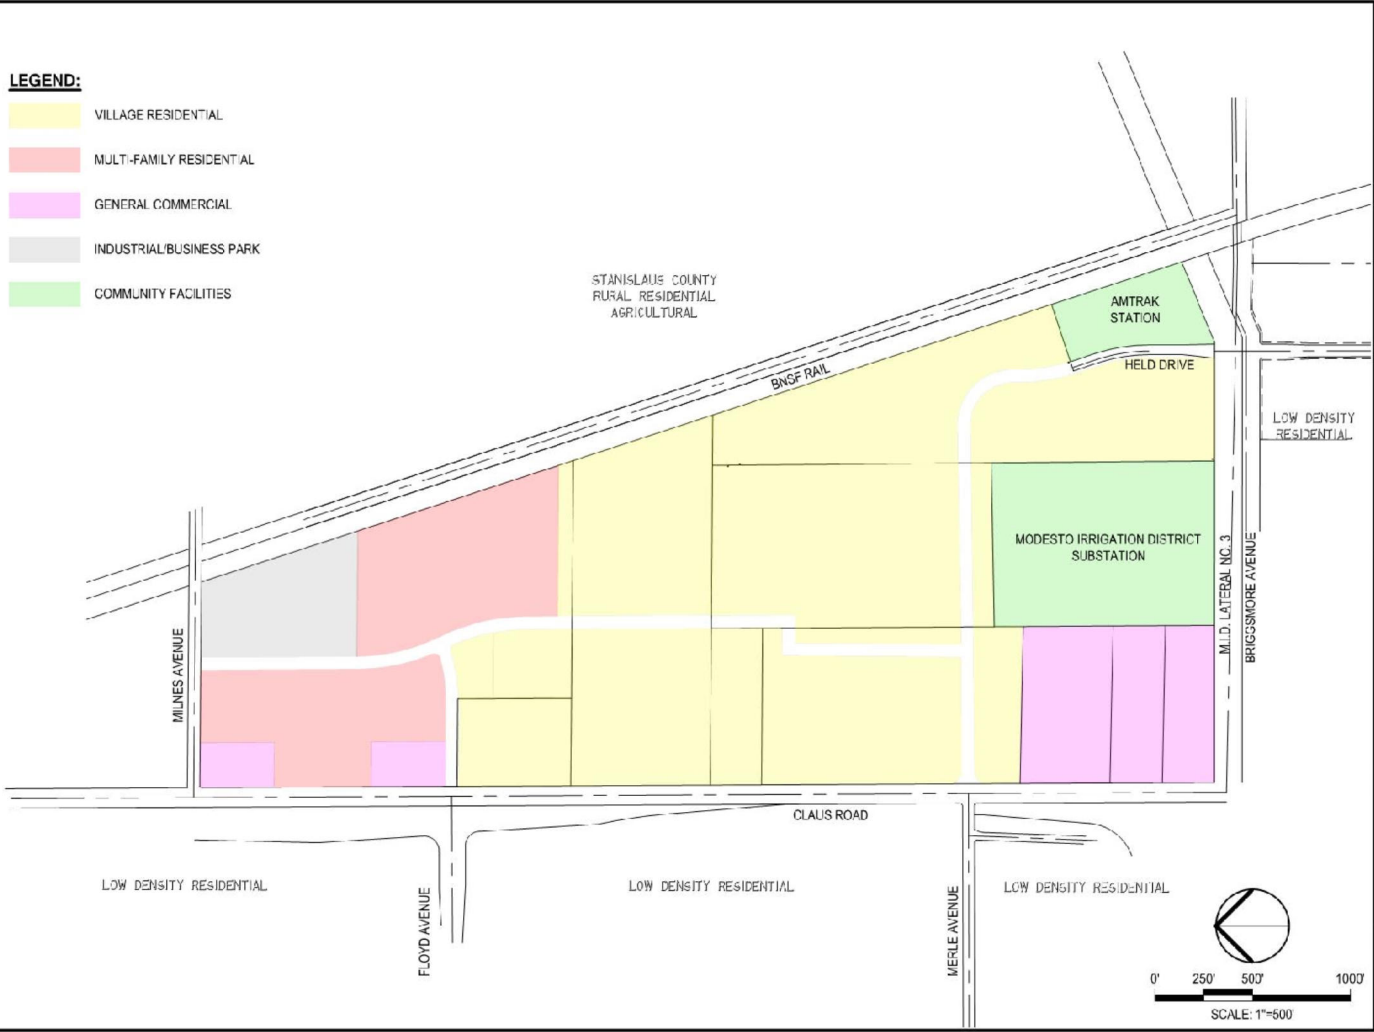 LEGEND:
VILLAGE RESIDENTIAL
MULTI-FAMILY RESIDENTIAL
GENERAL COMMERCIAL
INDUSTRIAL/BUSINESS PARK
COMMUNITY FACILITIES
STANISLAUS COUNTY
RURAL RESIDENTIAL
AGRICULTURAL
AMTRAK
STATION
BNSF RAIL
HELD DRIVE
LOW DENSITY
RESIDENTIAL
MODESTO IRRIGATION DISTRICT
SUBSTATION
M.I.D. LATERAL NO. 3
BRIGGSMORE AVENUE
MILNES AVENUE
CLAUS ROAD
LOW DENSITY RESIDENTIAL
LOW DENSITY RESIDENTIAL
LOW DENSITY RESIDENTIAL
FLOYD AVENUE
MERLE AVENUE
0' 250' 500' 1000'
SCALE: 1"=500'